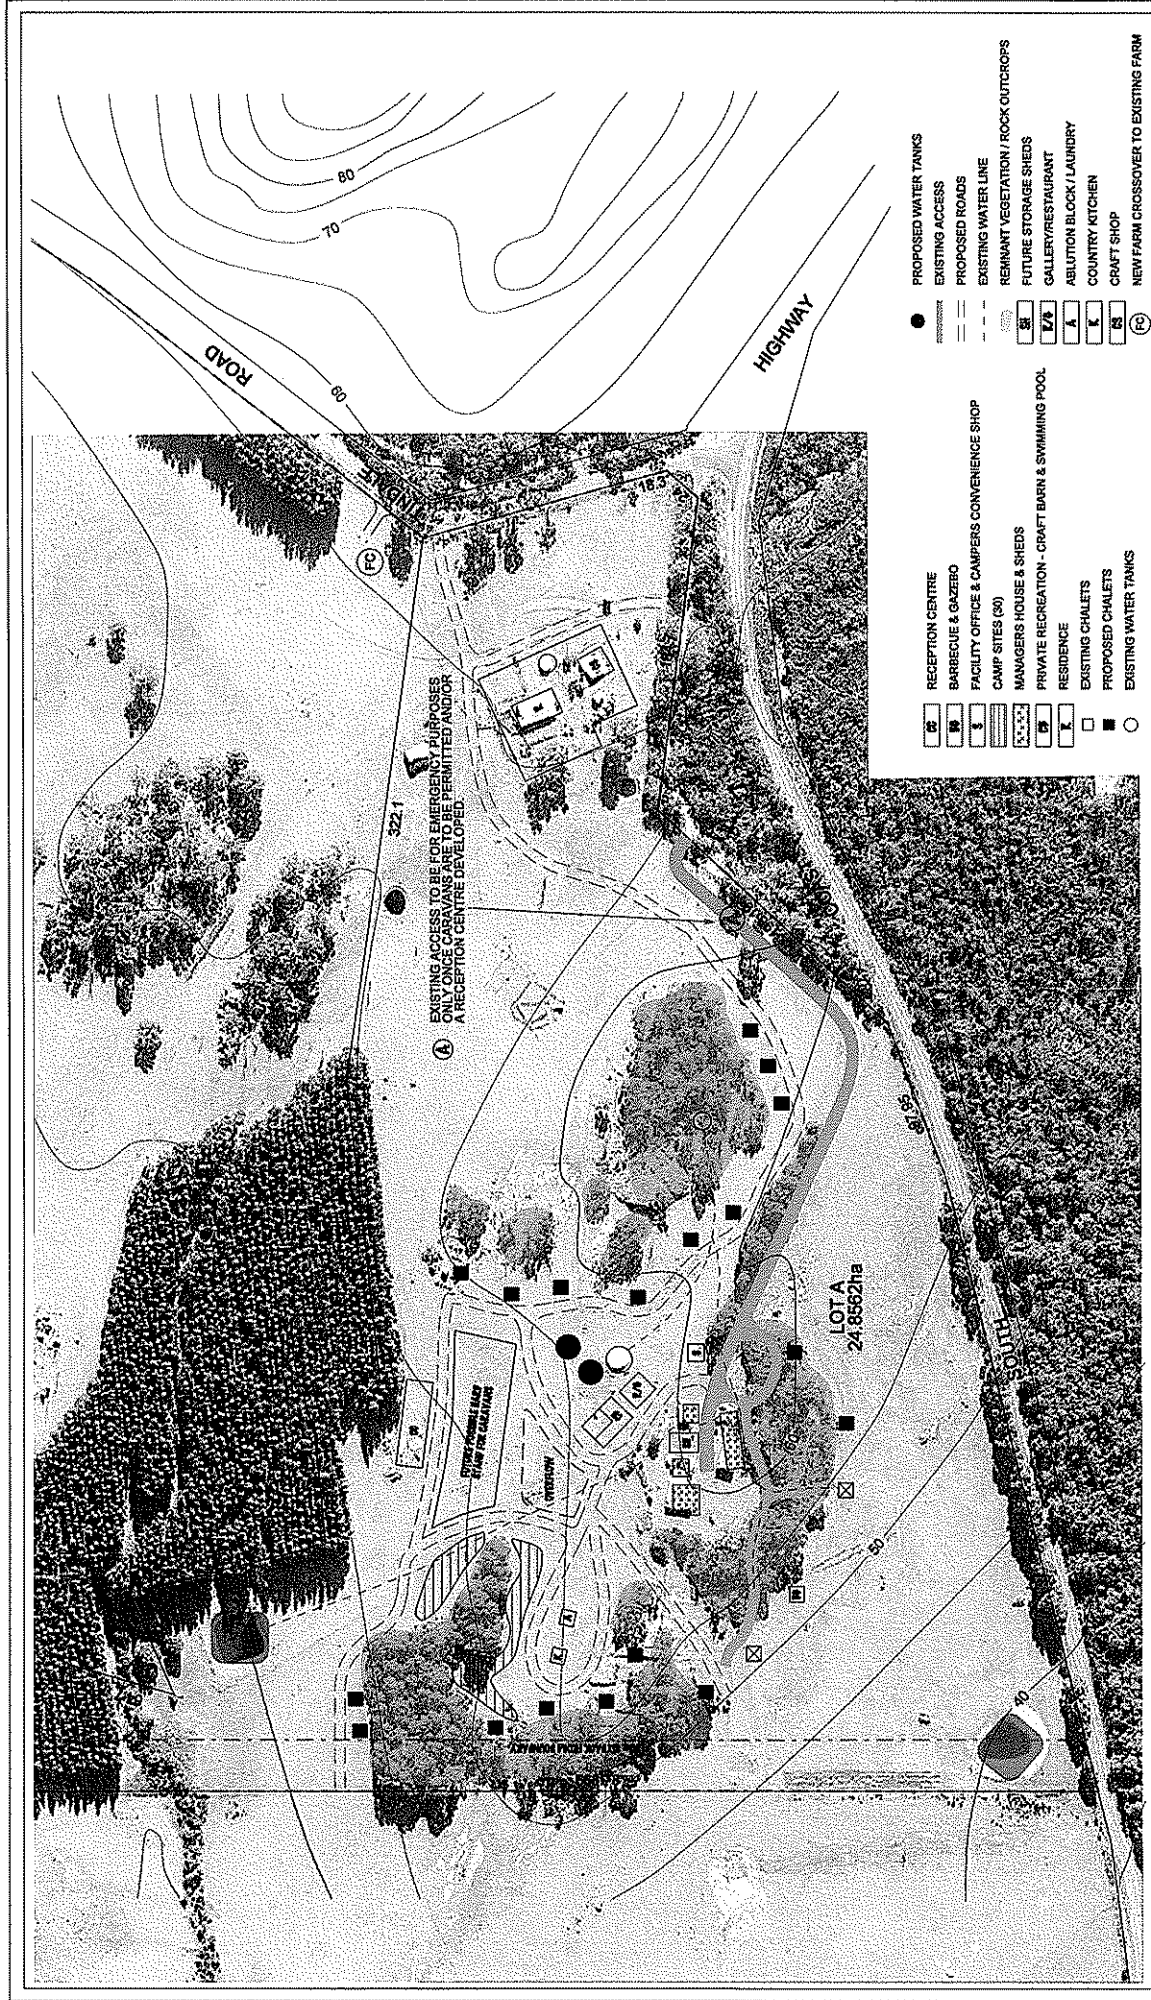 ROAD
HIGHWAY
SOUTH
60
70
80
60
50
40
FC
322.1
18.3
A
EXISTING ACCESS TO BE FOR EMERGENCY PURPOSES
ONLY ONCE CARAVANS ARE TO BE PERMITTED AND/OR
A RECEPTION CENTRE DEVELOPED.
LOT A
24.8562ha
A
K
S
RECEPTION CENTRE
BARBECUE & GAZEBO
S FACILITY OFFICE & CAMPERS CONVENIENCE SHOP
CAMP SITES (30)
MANAGERS HOUSE & SHEDS
PRIVATE RECREATION - CRAFT BARN & SWIMMING POOL
RESIDENCE
EXISTING CHALETS
PROPOSED CHALETS
EXISTING WATER TANKS
PROPOSED WATER TANKS
EXISTING ACCESS
PROPOSED ROADS
EXISTING WATER LINE
REMNANT VEGETATION / ROCK OUTCROPS
FUTURE STORAGE SHEDS
GALLERY/RESTAURANT
A ABLUTION BLOCK / LAUNDRY
K COUNTRY KITCHEN
CRAFT SHOP
FC NEW FARM CROSSOVER TO EXISTING FARM